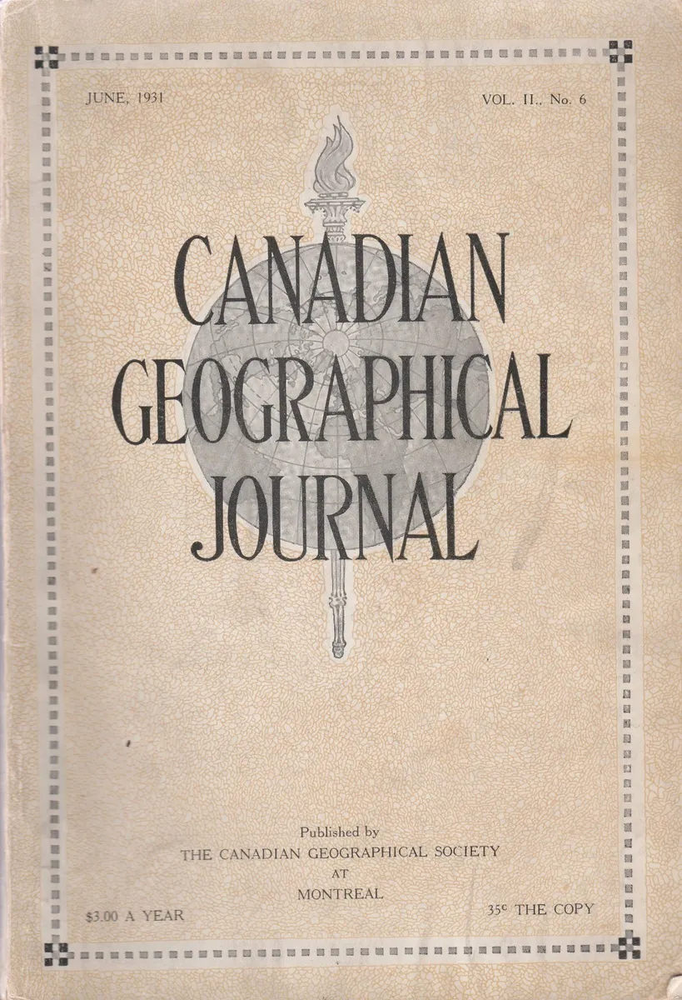 JUNE, 1931
VOL. II., No. 6
CANADIAN
GEOGRAPHICAL
JOURNAL
Published by
THE CANADIAN GEOGRAPHICAL SOCIETY
AT
MONTREAL
$3.00 A YEAR
35c THE COPY